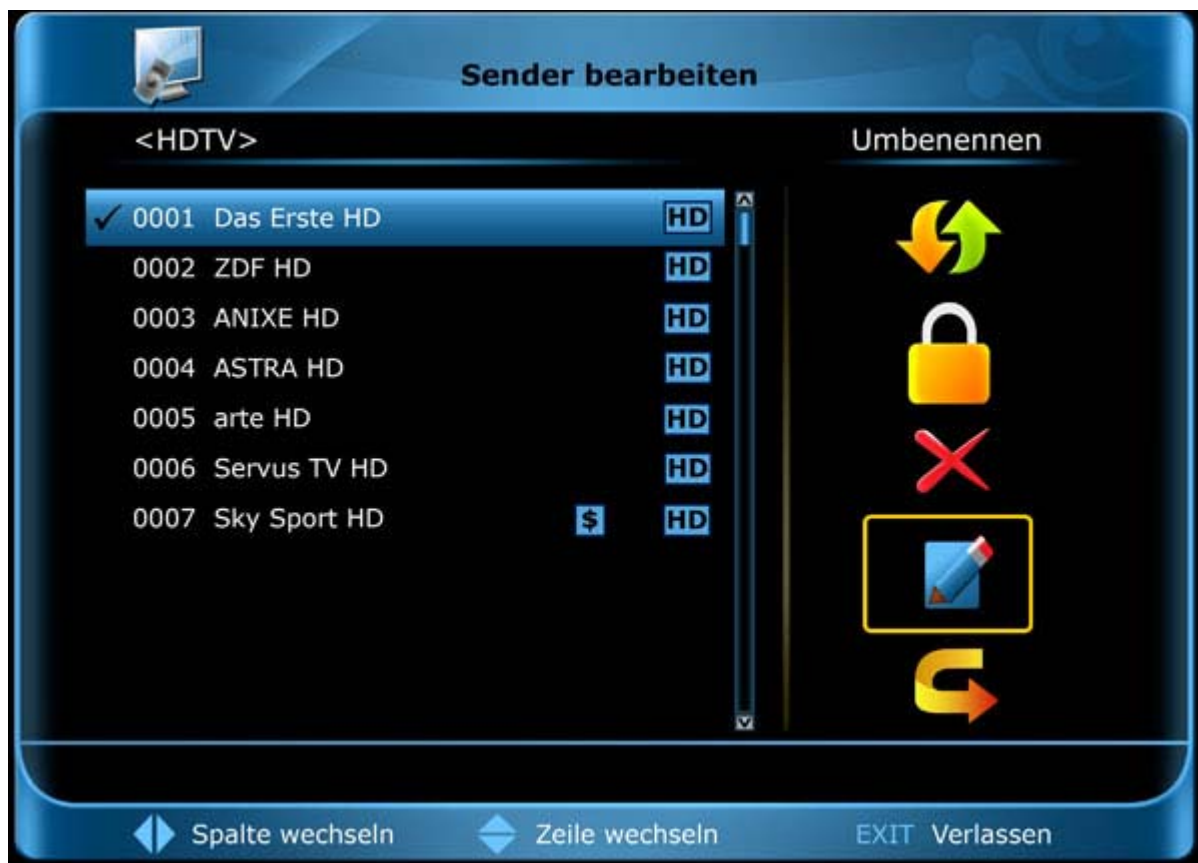 Sender bearbeiten
<HDTV>
Umbenennen
0001 Das Erste HD HD
0002 ZDF HD HD
0003 ANIXE HD HD
0004 ASTRA HD HD
0005 arte HD HD
0006 Servus TV HD HD
0007 Sky Sport HD $ HD
Spalte wechseln Zeile wechseln EXIT Verlassen